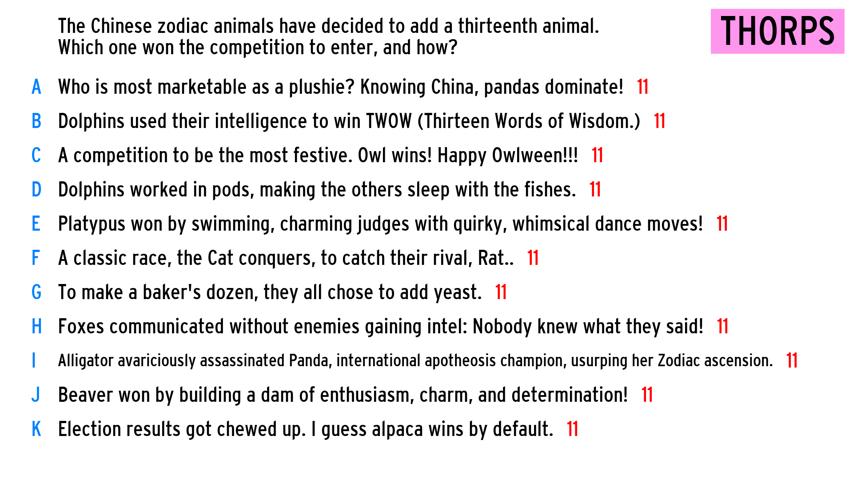 The Chinese zodiac animals have decided to add a thirteenth animal.
Which one won the competition to enter, and how?
THORPS
A Who is most marketable as a plushie? Knowing China, pandas dominate! 11
B Dolphins used their intelligence to win TWOW (Thirteen Words of Wisdom.) 11
C A competition to be the most festive. Owl wins! Happy Owlween!!! 11
D Dolphins worked in pods, making the others sleep with the fishes. 11
E Platypus won by swimming, charming judges with quirky, whimsical dance moves! 11
F A classic race, the Cat conquers, to catch their rival, Rat.. 11
G To make a baker's dozen, they all chose to add yeast. 11
H Foxes communicated without enemies gaining intel: Nobody knew what they said! 11
I Alligator avariciously assassinated Panda, international apotheosis champion, usurping her Zodiac ascension. 11
J Beaver won by building a dam of enthusiasm, charm, and determination! 11
K Election results got chewed up. I guess alpaca wins by default. 11